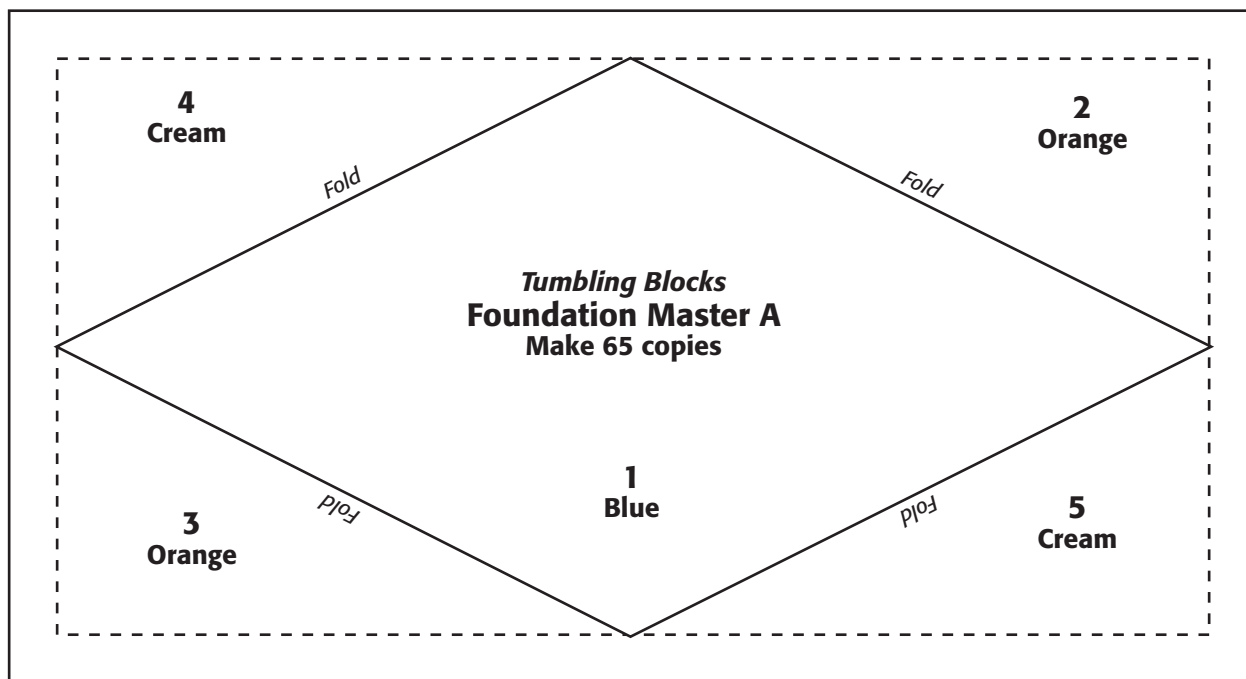 4
Cream
2
Orange
Fold
Fold
Tumbling Blocks
Foundation Master A
Make 65 copies
1
Blue
3
Orange
Fold
Fold
5
Cream